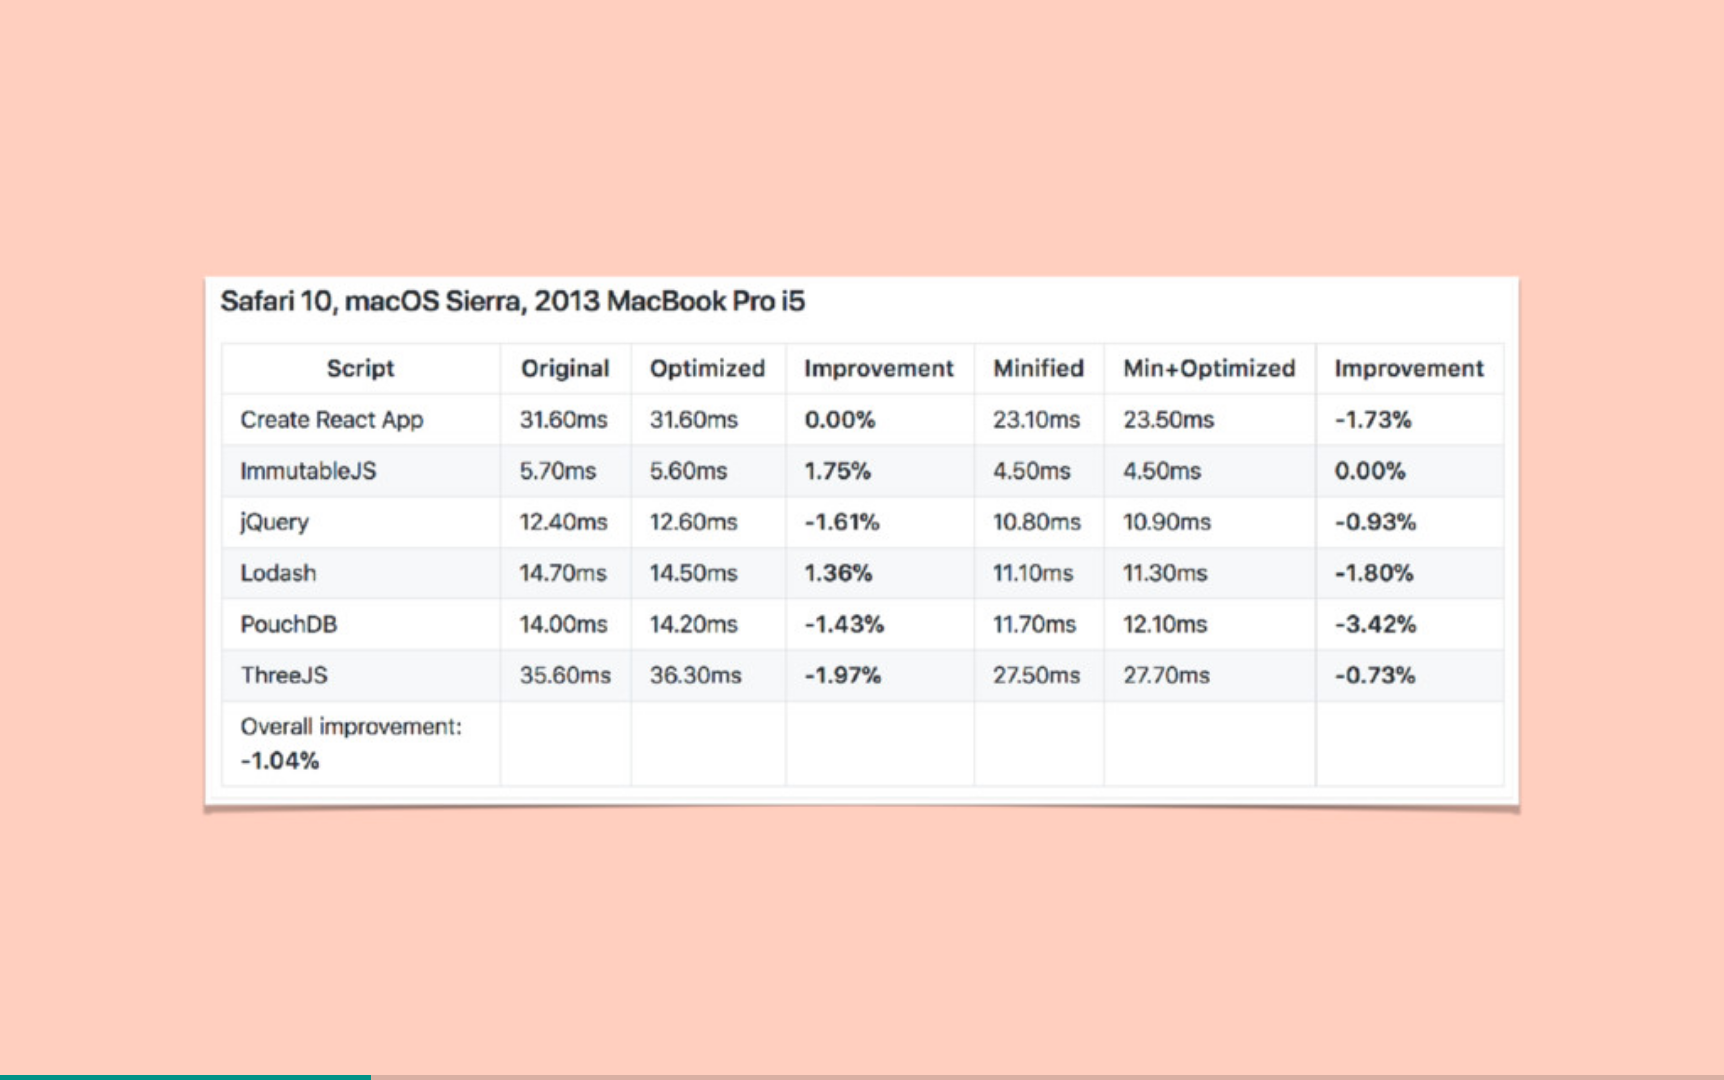 Safari 10, macOS Sierra, 2013 MacBook Pro i5
Script Original Optimized Improvement Minified Min+Optimized Improvement
Create React App 31.60ms 31.60ms 0.00% 23.10ms 23.50ms -1.73%
ImmutableJS 5.70ms 5.60ms 1.75% 4.50ms 4.50ms 0.00%
jQuery 12.40ms 12.60ms -1.61% 10.80ms 10.90ms -0.93%
Lodash 14.70ms 14.50ms 1.36% 11.10ms 11.30ms -1.80%
PouchDB 14.00ms 14.20ms -1.43% 11.70ms 12.10ms -3.42%
ThreeJS 35.60ms 36.30ms -1.97% 27.50ms 27.70ms -0.73%
Overall improvement:
-1.04%